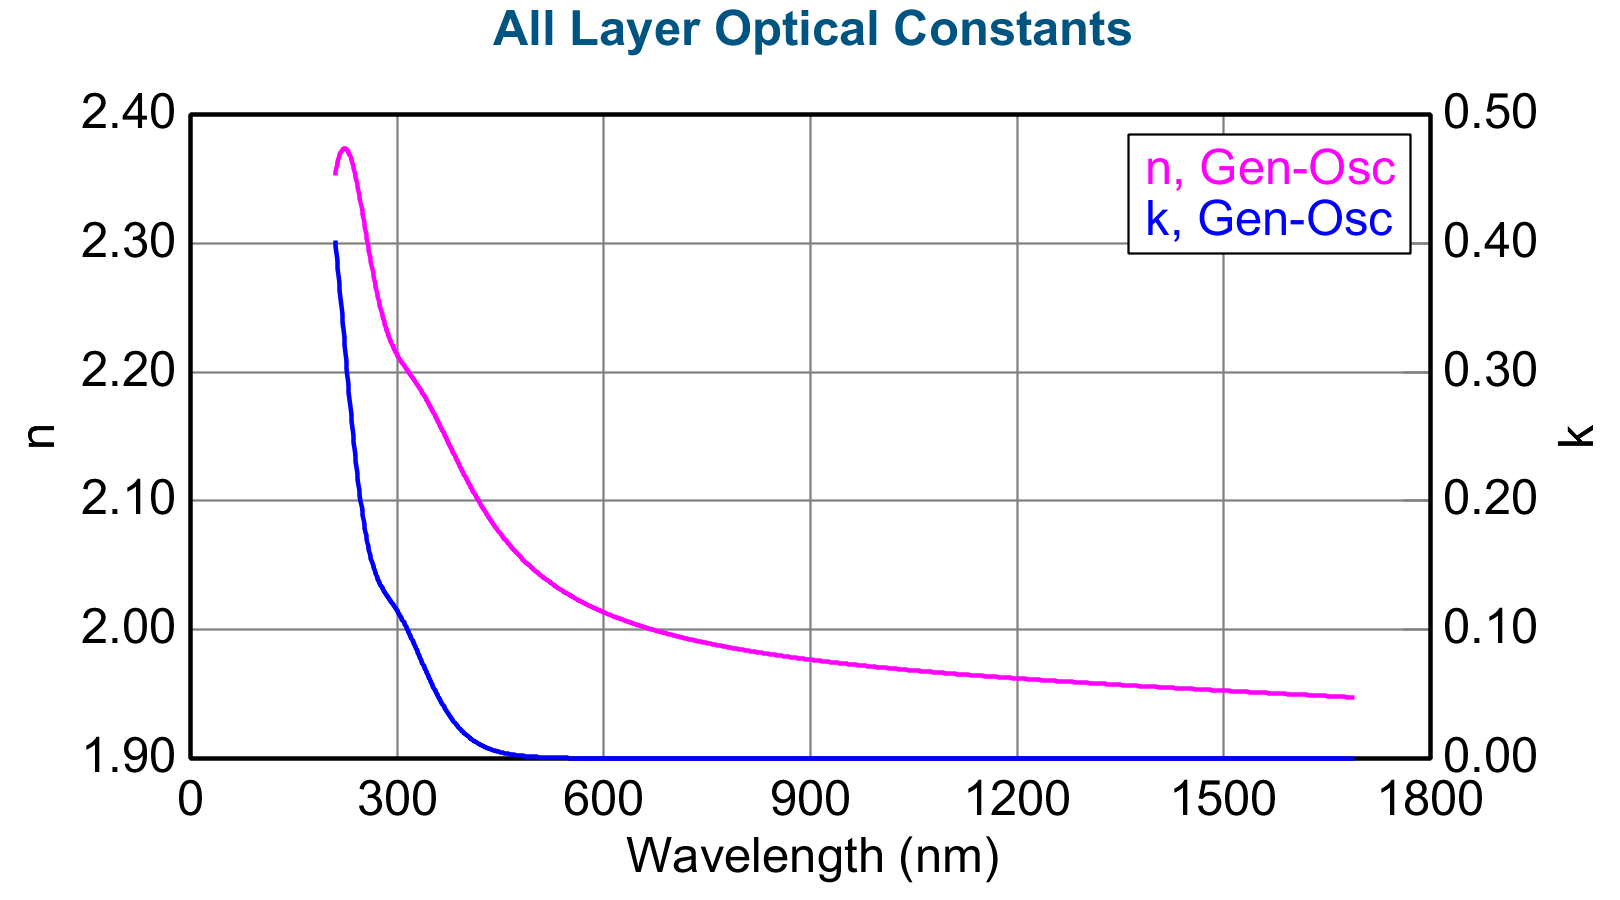 All Layer Optical Constants
2.40
2.30
2.20
2.10
2.00
1.90
n
0.50
0.40
0.30
0.20
0.10
0.00
k
n, Gen-Osc
k, Gen-Osc
0 300 600 900 1200 1500 1800
Wavelength (nm)